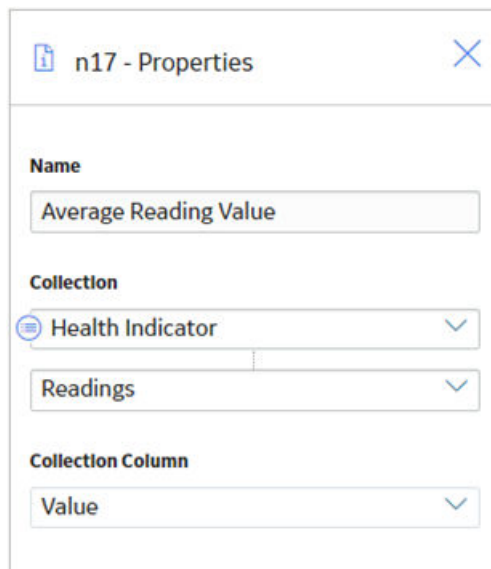 n17 - Properties
Name
Average Reading Value
Collection
Health Indicator
Readings
Collection Column
Value